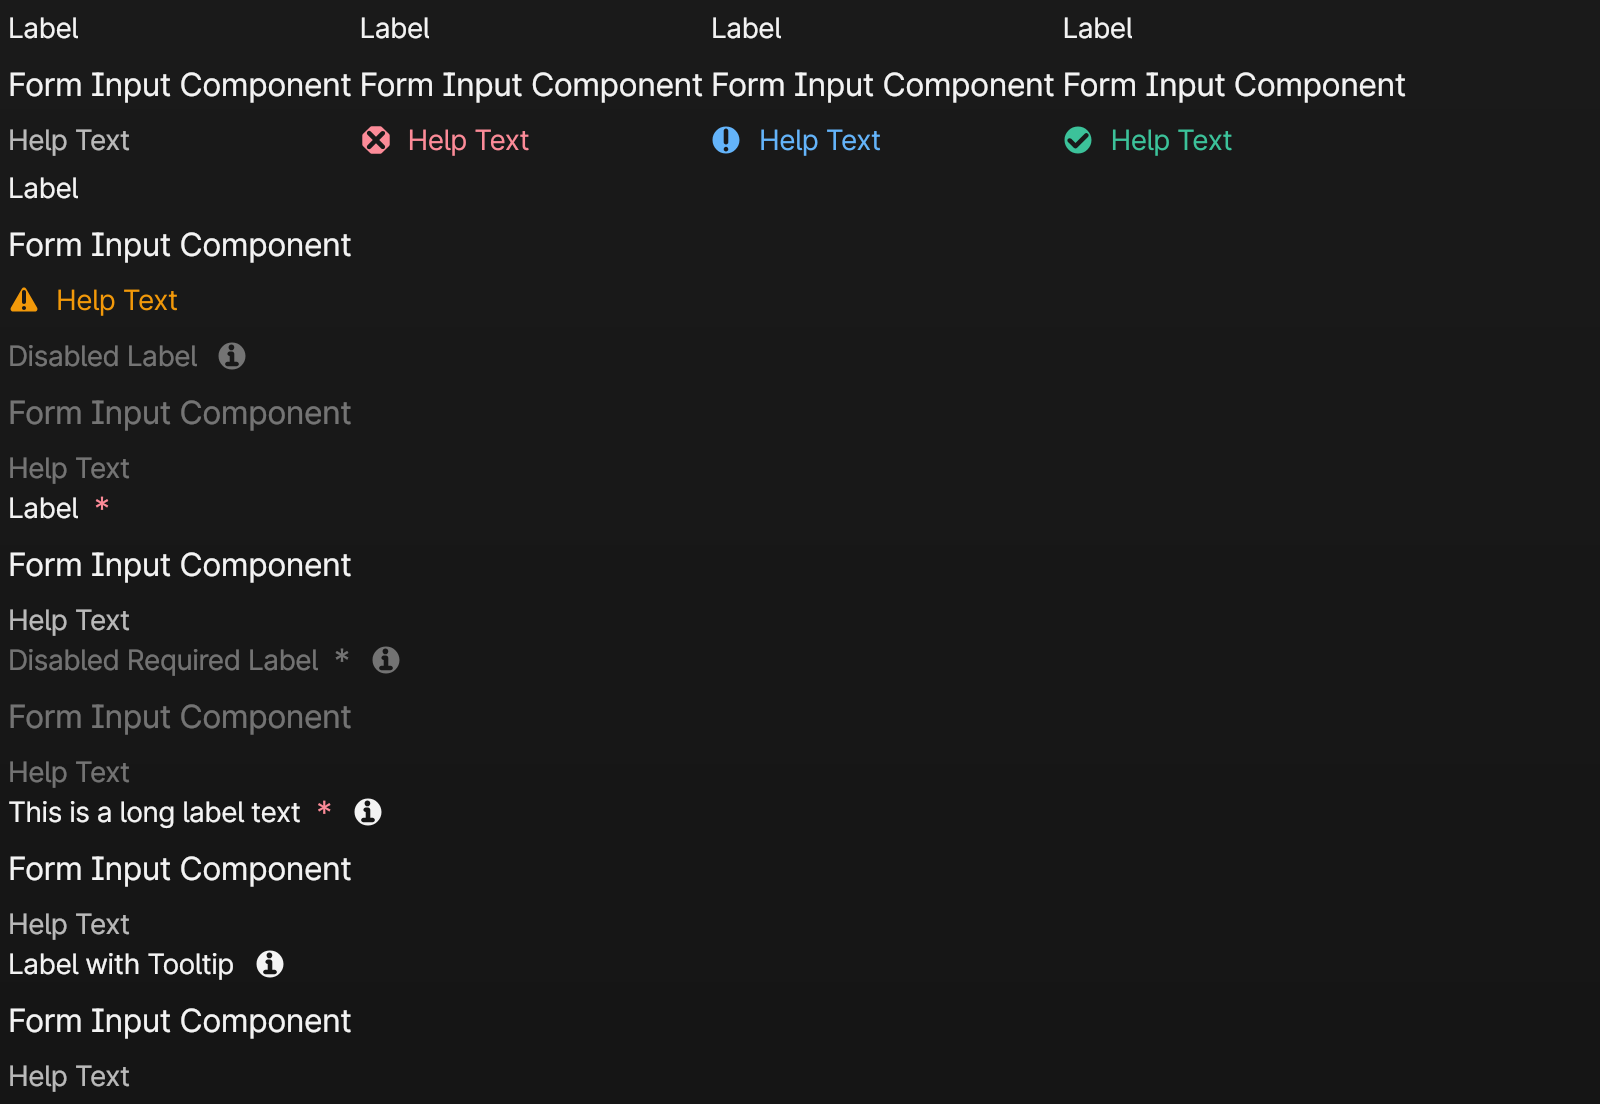 Label Label Label Label
Form Input Component Form Input Component Form Input Component Form Input Component
Help Text Help Text Help Text Help Text
Label
Form Input Component
Help Text
Disabled Label
Form Input Component
Help Text
Label *
Form Input Component
Help Text
Disabled Required Label *
Form Input Component
Help Text
This is a long label text *
Form Input Component
Help Text
Label with Tooltip
Form Input Component
Help Text